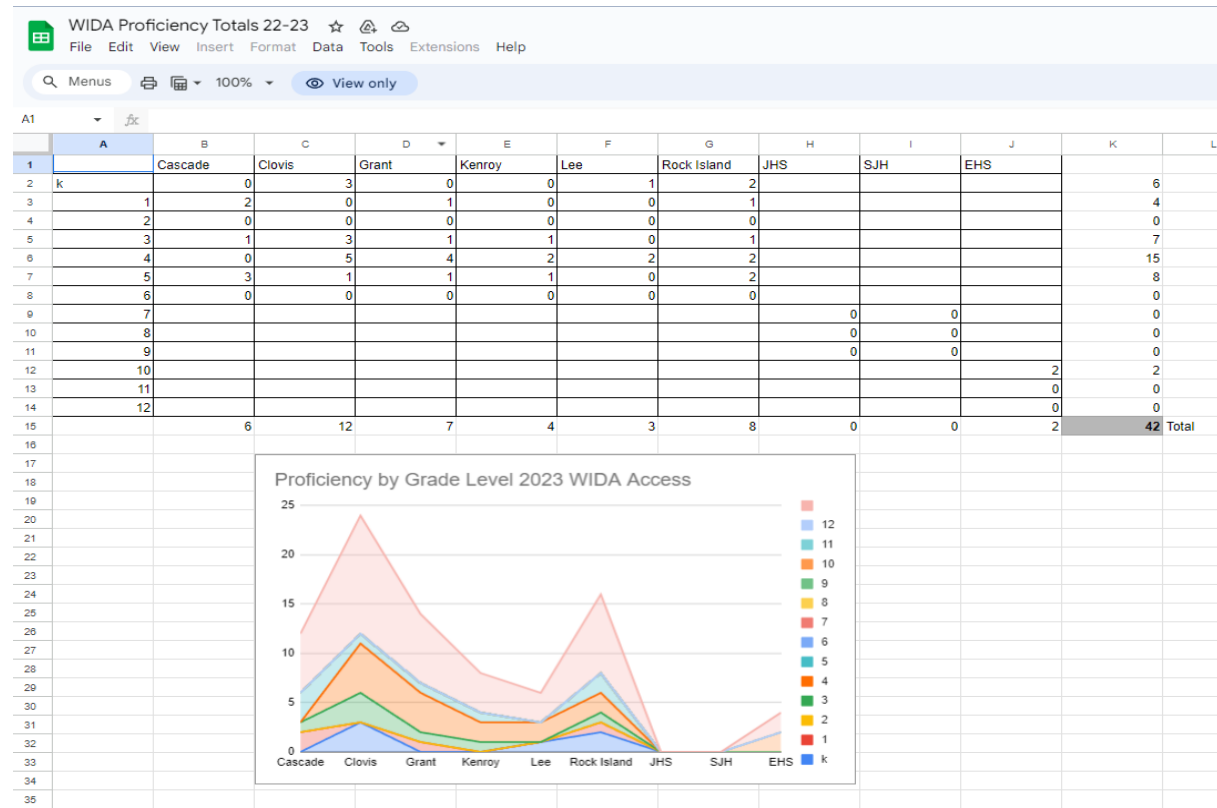 WIDA Proficiency Totals 22-23
File Edit View Insert Format Data Tools Extensions Help
Menus 100% View only
A1 fx
A B C D E F G H I J K L
1 Cascade Clovis Grant Kenroy Lee Rock Island JHS SJH EHS
2 k 0 3 0 0 1 2 6
3 1 2 0 1 0 0 1 4
4 2 0 0 0 0 0 0 0
5 3 1 3 1 1 0 1 7
6 4 0 5 4 2 2 2 15
7 5 3 1 1 1 0 2 8
8 6 0 0 0 0 0 0 0
9 7 0 0 0
10 8 0 0 0
11 9 0 0 0
12 10 2 2
13 11 0 0
14 12 0 0
15 6 12 7 4 3 8 0 0 2 42 Total
16
17
18
19
20
21
22
23
24
25
26
27
28
29
30
31
32
33
34
35
Proficiency by Grade Level 2023 WIDA Access
25
20
15
10
5
0
Cascade Clovis Grant Kenroy Lee Rock Island JHS SJH EHS
12
11
10
9
8
7
6
5
4
3
2
1
k